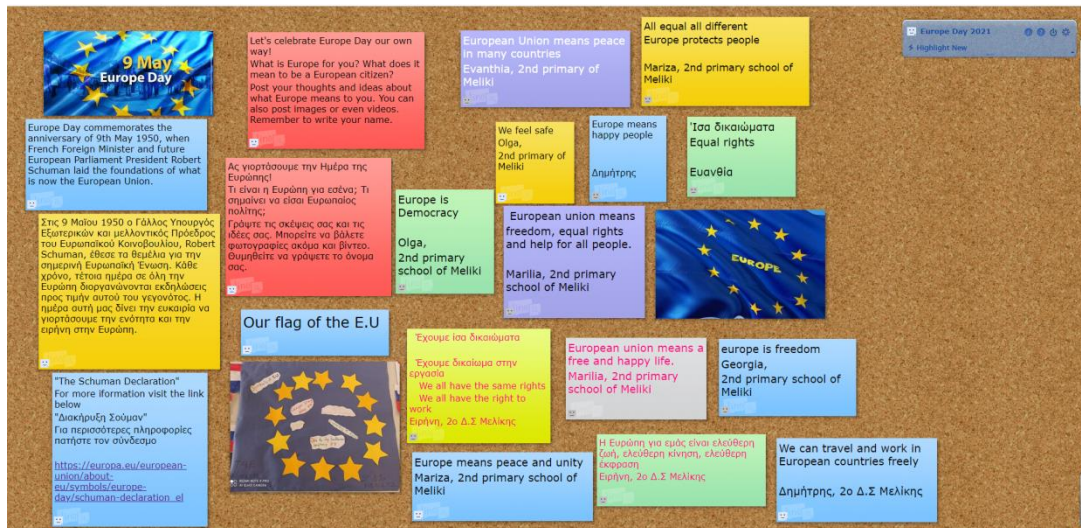 9 May
Europe Day
Europe Day commemorates the
anniversary of 9th May 1950, when
French Foreign Minister and future
European Parliament President Robert
Schuman laid the foundations of what
is now the European Union.
Στις 9 Μαΐου 1950 ο Γάλλος Υπουργός
Εξωτερικών και μελλοντικός Πρόεδρος
του Ευρωπαϊκού Κοινοβουλίου, Robert
Schuman, έθεσε τα θεμέλια για την
σημερινή Ευρωπαϊκή Ένωση. Κάθε
χρόνο, τέτοια ημέρα σε όλη την
Ευρώπη διοργανώνονται εκδηλώσεις
προς τιμήν αυτού του γεγονότος. Η
ημέρα αυτή μας δίνει την ευκαιρία να
γιορτάσουμε την ενότητα και την
ειρήνη στην Ευρώπη.
"The Schuman Declaration"
For more iformation visit the link
below
"Διακήρυξη Σούμαν"
Για περισσότερες πληροφορίες
πατήστε τον σύνδεσμο
https://europa.eu/european-
union/about-
eu/symbols/europe-
day/schuman-declaration_el
Let's celebrate Europe Day our own
way!
What is Europe for you? What does it
mean to be a European citizen?
Post your thoughts and ideas about
what Europe means to you. You can
also post images or even videos.
Remember to write your name.
Ας γιορτάσουμε την Ημέρα της
Ευρώπης!
Τι είναι η Ευρώπη για εσένα; Τι
σημαίνει να είσαι Ευρωπαίος
πολίτης;
Γράψτε τις σκέψεις σας και τις
ιδέες σας. Μπορείτε να βάλετε
φωτογραφίες ακόμα και βίντεο.
Θυμηθείτε να γράψετε το όνομα
σας.
Our flag of the E.U
European Union means peace
in many countries
Evanthia, 2nd primary of
Meliki
All equal all different
Europe protects people
Mariza, 2nd primary school of
Meliki
We feel safe
Olga,
2nd primary of
Meliki
Europe means
happy people
Δημήτρης
Ίσα δικαιώματα
Equal rights
Ευανθία
Europe is
Democracy
Olga,
2nd primary
school of Meliki
European union means
freedom, equal rights
and help for all people.
Marilia, 2nd primary
school of Meliki
EUROPE
Έχουμε ίσα δικαιώματα
Έχουμε δικαίωμα στην
εργασία
We all have the same rights
We all have the right to
work
Ειρήνη, 2ο Δ.Σ Μελίκης
European union means a
free and happy life.
Marilia, 2nd primary
school of Meliki
europe is freedom
Georgia,
2nd primary school of
Meliki
Europe means peace and unity
Mariza, 2nd primary school of
Meliki
Η Ευρώπη για εμάς είναι ελεύθερη
ζωή, ελεύθερη κίνηση, ελεύθερη
έκφραση
Ειρήνη, 2ο Δ.Σ Μελίκης
We can travel and work in
European countries freely
Δημήτρης, 2ο Δ.Σ Μελίκης
Europe Day 2021
Highlight New